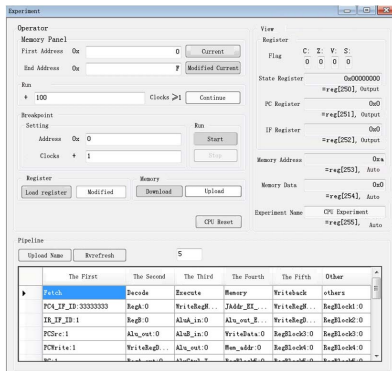 Experiment
Operator
Memory Panel
First Address 0x 0 Current
End Address 0x F Modified Current
Run
+ 100 Clocks ≥1 Continue
Breakpoint
Setting
Address 0x 0
Clocks + 1
Run
Start
Stop
Register
Load register Modified
Memory
Download Upload
CPU Reset
View
Register
Flag C: Z: V: S:
0 0 0 0
State Register 0x00000000
=reg[250], Output
PC Register 0x0
=reg[251], Output
IF Register 0x0
=reg[252], Output
Memory Address 0xa
=reg[253], Auto
Memory Data 0x0
=reg[254], Auto
Experiment Name CPU Experiment
=reg[255], Auto
Pipeline
Upload Name Rvrefresh 5
The First The Second The Third The Fourth The Fifth Other
Fetch Decode Execute Memory Writeback others
PC4_IF_ID:33333333 RegA:0 WriteRegN... JAddr_EX_... WriteRegN... RegBlock1:0
IR_IF_ID:1 RegB:0 AluA_in:0 Alu_out_E... WriteRegD... RegBlock2:0
PCSrc:1 Alu_out:0 AluB_in:0 WriteData:0 RegBlock3:0 RegBlock3:0
PCWrite:1 WriteRegD... Alu_out:0 Mem_addr:0 RegBlock4:0 RegBlock4:0